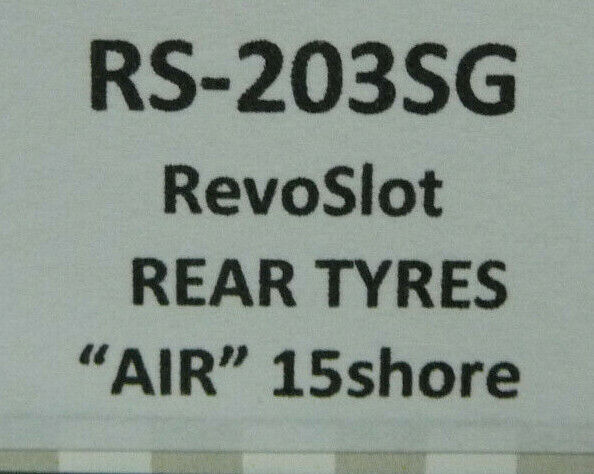 RS-203SG
RevoSlot
REAR TYRES
“AIR” 15shore